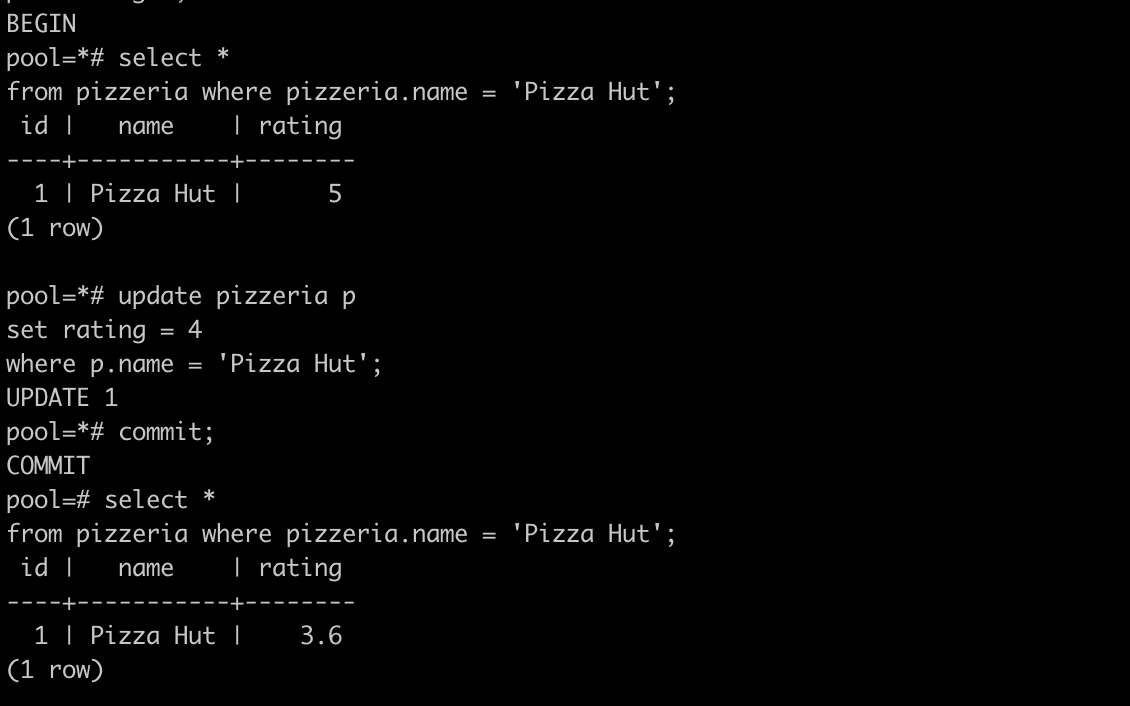 BEGIN
pool=*# select *
from pizzeria where pizzeria.name = 'Pizza Hut';
 id |   name    | rating
----+-----------+--------
  1 | Pizza Hut |      5
(1 row)

pool=*# update pizzeria p
set rating = 4
where p.name = 'Pizza Hut';
UPDATE 1
pool=*# commit;
COMMIT
pool=# select *
from pizzeria where pizzeria.name = 'Pizza Hut';
 id |   name    | rating
----+-----------+--------
  1 | Pizza Hut |    3.6
(1 row)